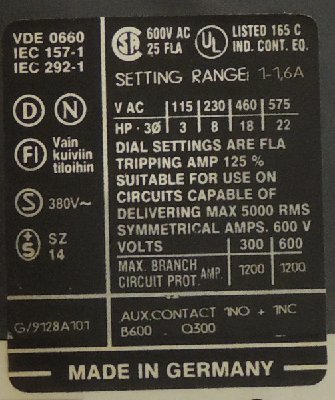 VDE 0660
IEC 157-1
IEC 292-1
SP 600V AC
25 FLA
UL LISTED 165 C
IND. CONT. EQ.
SETTING RANGE: 1-1,6A
D N
FI Vain
kuiviin
tiloihin
S 380V~
S SZ
14
V AC 115 230 460 575
HP·3Ø 3 8 18 22
DIAL SETTINGS ARE FLA
TRIPPING AMP 125 %
SUITABLE FOR USE ON
CIRCUITS CAPABLE OF
DELIVERING MAX 5000 RMS
SYMMETRICAL AMPS. 600 V
VOLTS 300 600
MAX. BRANCH
CIRCUIT PROT. AMP. 1200 1200
G/9128A101
AUX.CONTACT 1NO + 1NC
B600 Q300
MADE IN GERMANY